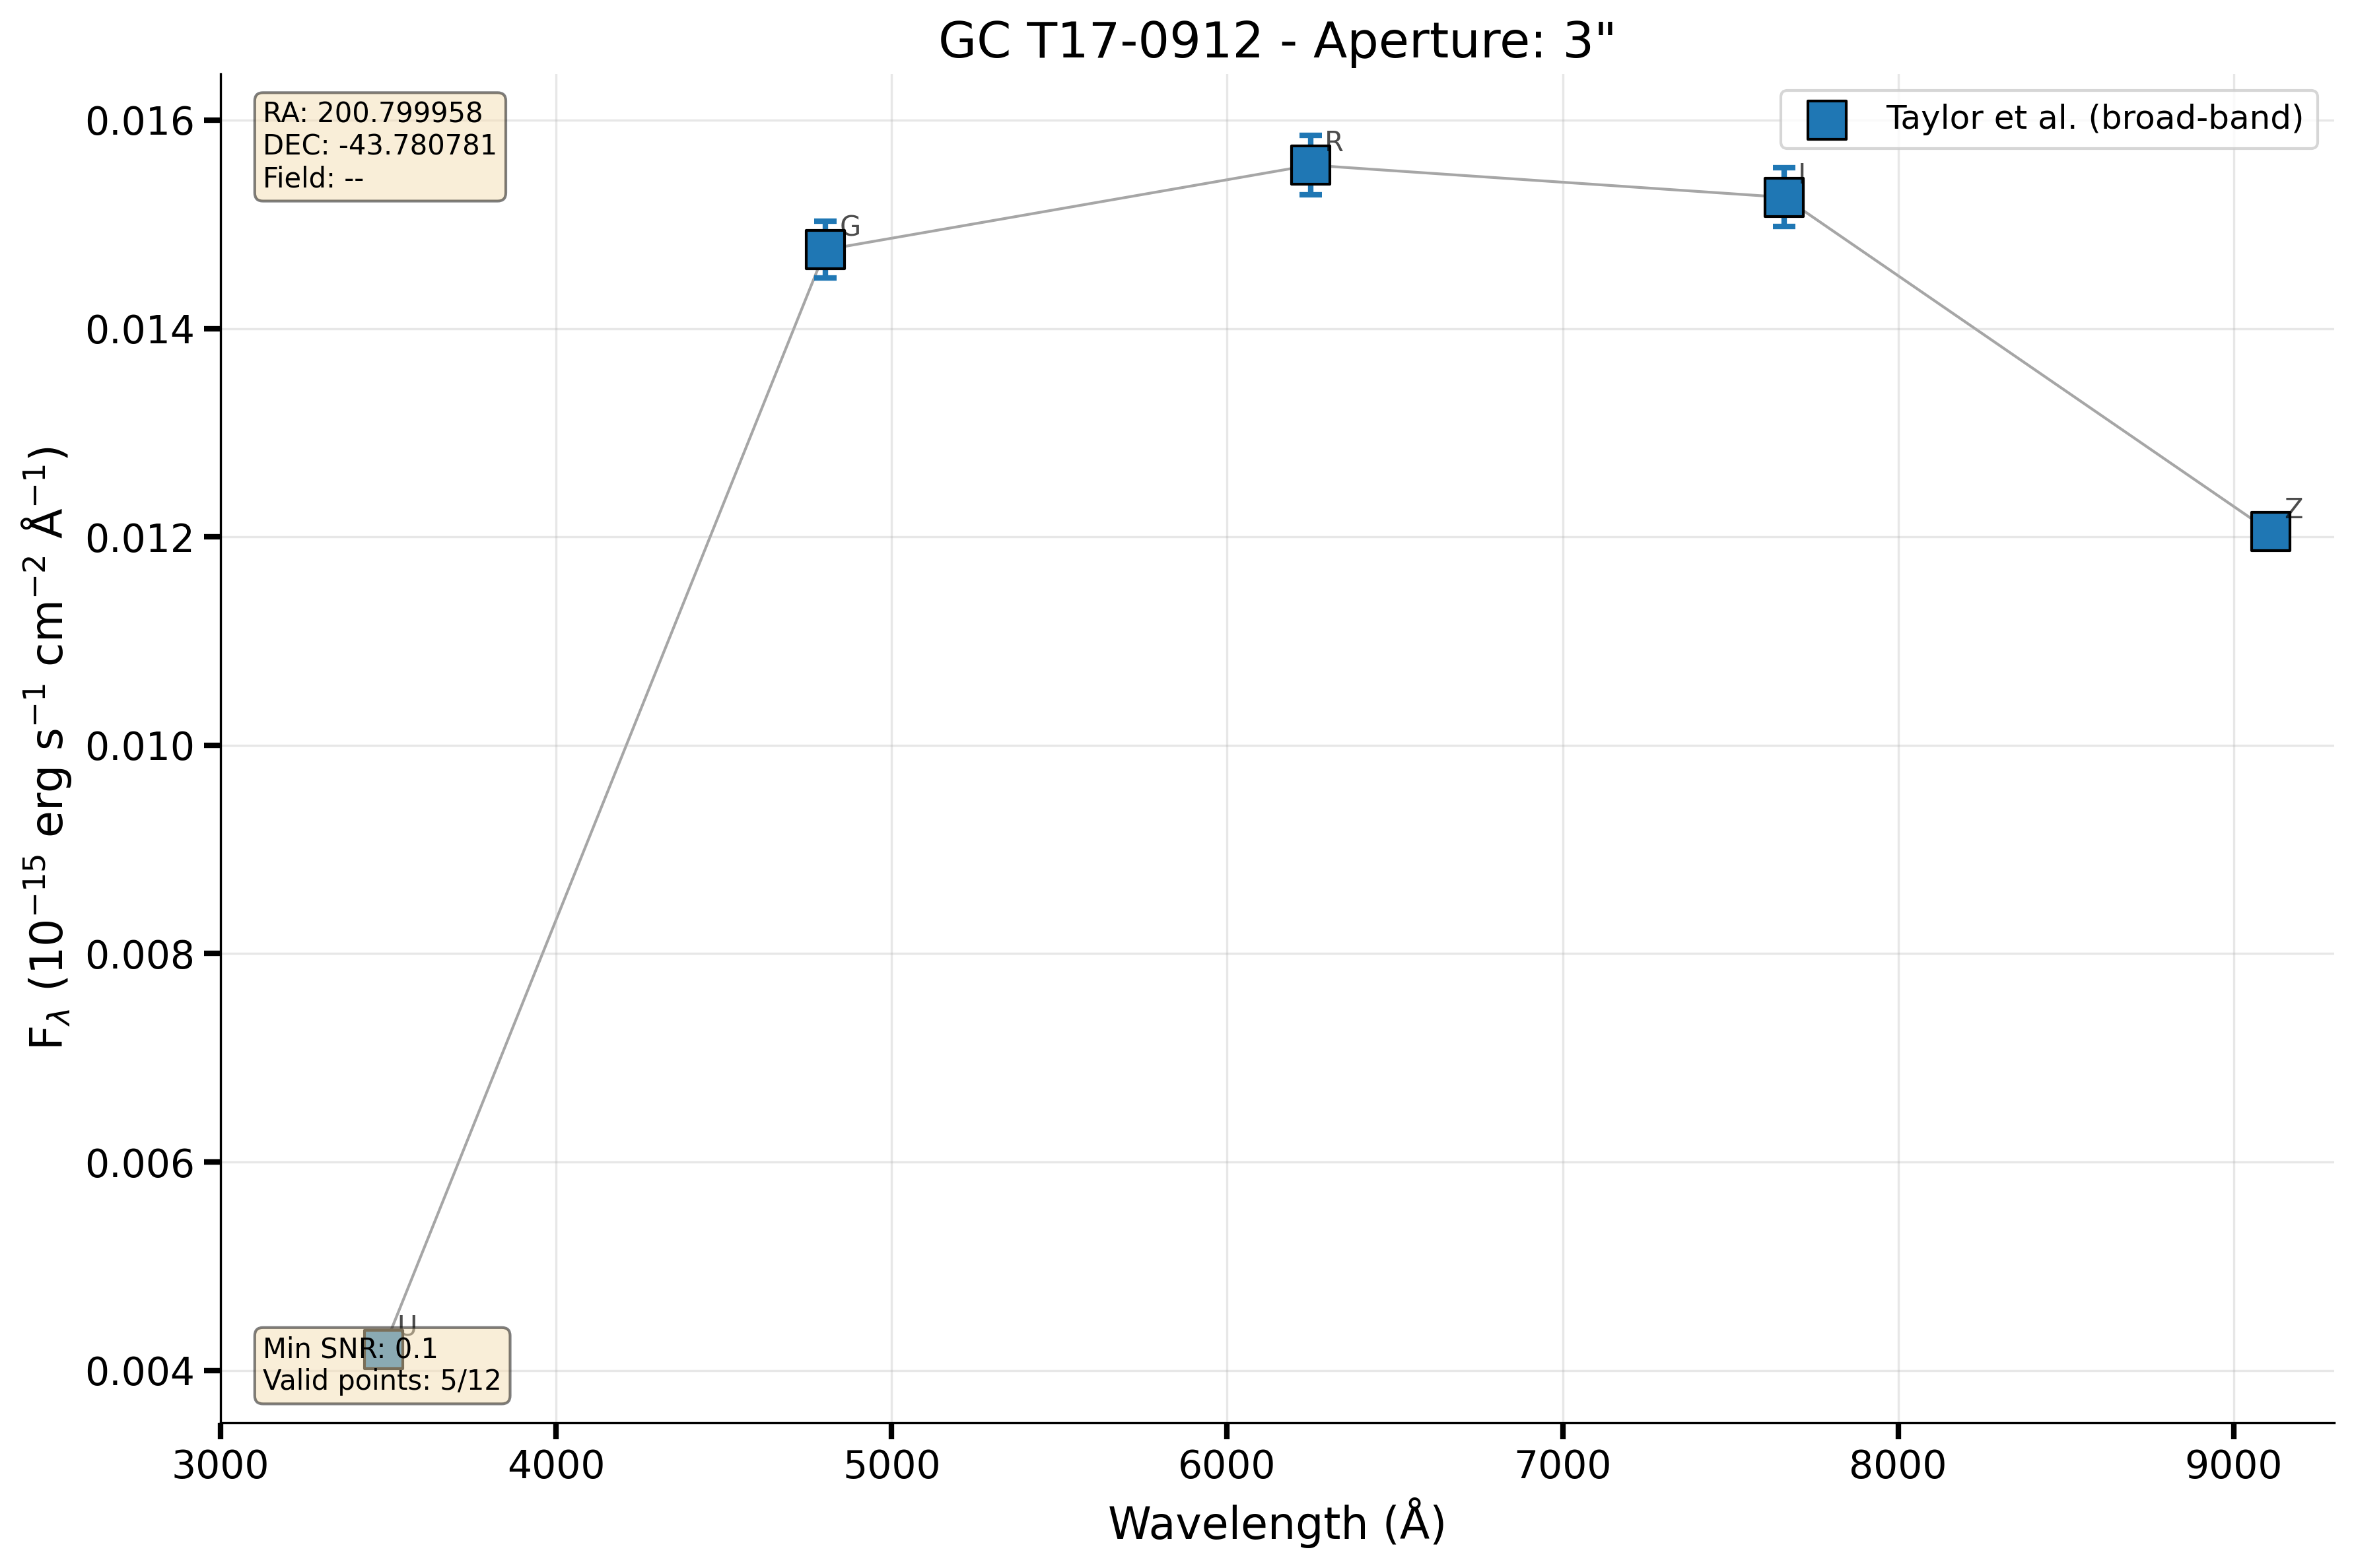 GC T17-0912 - Aperture: 3"
RA: 200.799958
DEC: -43.780781
Field: --
Taylor et al. (broad-band)
0.016
0.014
0.012
0.010
0.008
0.006
0.004
F_λ (10⁻¹⁵ erg s⁻¹ cm⁻² Å⁻¹)
U
G
R
I
Z
Min SNR: 0.1
Valid points: 5/12
3000 4000 5000 6000 7000 8000 9000
Wavelength (Å)